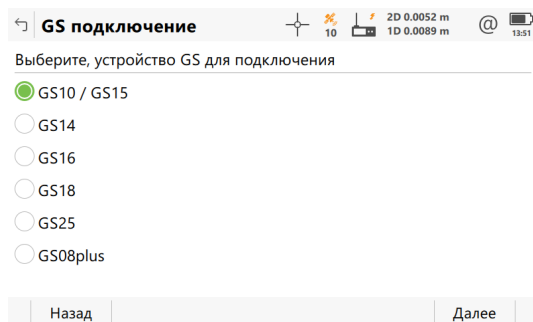 GS подключение
10
2D 0.0052 m
1D 0.0089 m
@
13:51
Выберите, устройство GS для подключения
GS10 / GS15
GS14
GS16
GS18
GS25
GS08plus
Назад
Далее